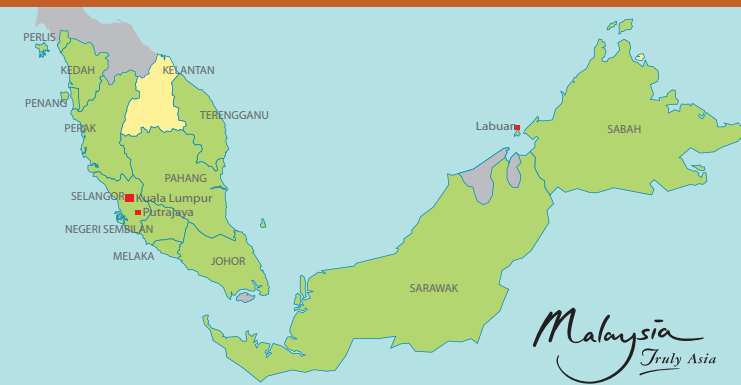 PERLIS
KEDAH
KELANTAN
PENANG
TERENGGANU
PERAK
Labuan
SABAH
PAHANG
SELANGOR
Kuala Lumpur
Putrajaya
NEGERI SEMBILAN
MELAKA
JOHOR
SARAWAK
Malaysia
Truly Asia